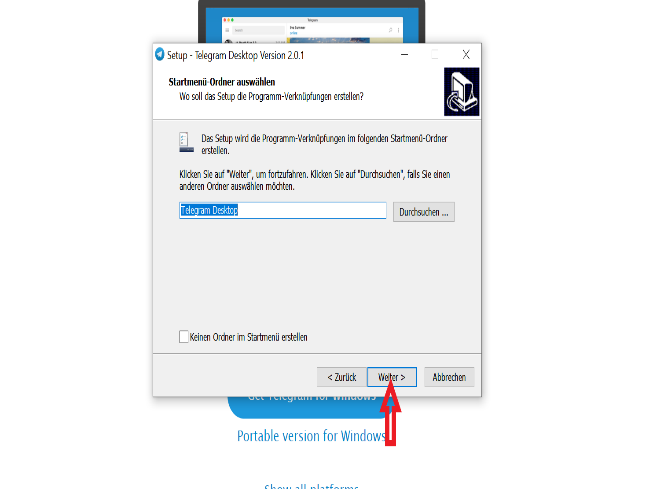 Setup - Telegram Desktop Version 2.0.1
Startmenü-Ordner auswählen
Wo soll das Setup die Programm-Verknüpfungen erstellen?
Das Setup wird die Programm-Verknüpfungen im folgenden Startmenü-Ordner
erstellen.
Klicken Sie auf "Weiter", um fortzufahren. Klicken Sie auf "Durchsuchen", falls Sie einen
anderen Ordner auswählen möchten.
Telegram Desktop
Durchsuchen ...
Keinen Ordner im Startmenü erstellen
< Zurück
Weiter >
Abbrechen
Get Telegram for Windows
Portable version for Windows
Show all platforms